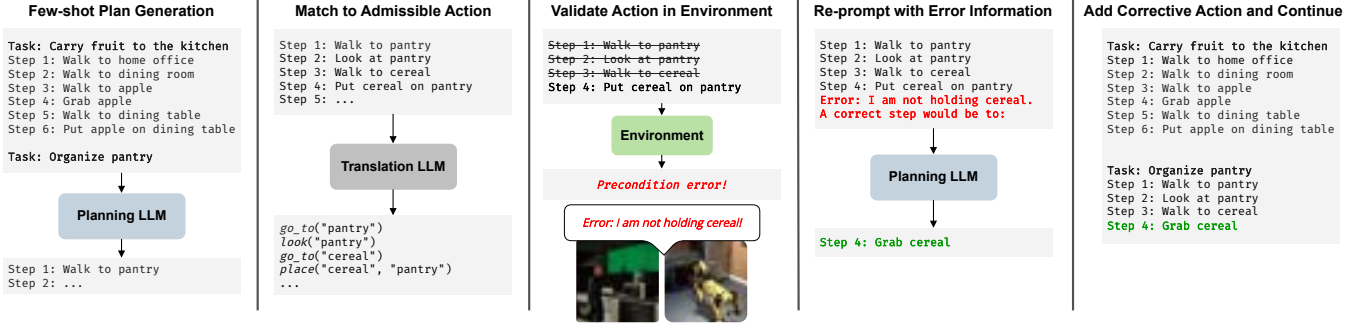 Few-shot Plan Generation
Task: Carry fruit to the kitchen
Step 1: Walk to home office
Step 2: Walk to dining room
Step 3: Walk to apple
Step 4: Grab apple
Step 5: Walk to dining table
Step 6: Put apple on dining table
Task: Organize pantry
Planning LLM
Step 1: Walk to pantry
Step 2: ...
Match to Admissible Action
Step 1: Walk to pantry
Step 2: Look at pantry
Step 3: Walk to cereal
Step 4: Put cereal on pantry
Step 5: ...
Translation LLM
go_to("pantry")
look("pantry")
go_to("cereal")
place("cereal", "pantry")
...
Validate Action in Environment
Step 1: Walk to pantry
Step 2: Look at pantry
Step 3: Walk to cereal
Step 4: Put cereal on pantry
Environment
Precondition error!
Error: I am not holding cereal!
Re-prompt with Error Information
Step 1: Walk to pantry
Step 2: Look at pantry
Step 3: Walk to cereal
Step 4: Put cereal on pantry
Error: I am not holding cereal.
A correct step would be to:
Planning LLM
Step 4: Grab cereal
Add Corrective Action and Continue
Task: Carry fruit to the kitchen
Step 1: Walk to home office
Step 2: Walk to dining room
Step 3: Walk to apple
Step 4: Grab apple
Step 5: Walk to dining table
Step 6: Put apple on dining table
Task: Organize pantry
Step 1: Walk to pantry
Step 2: Look at pantry
Step 3: Walk to cereal
Step 4: Grab cereal